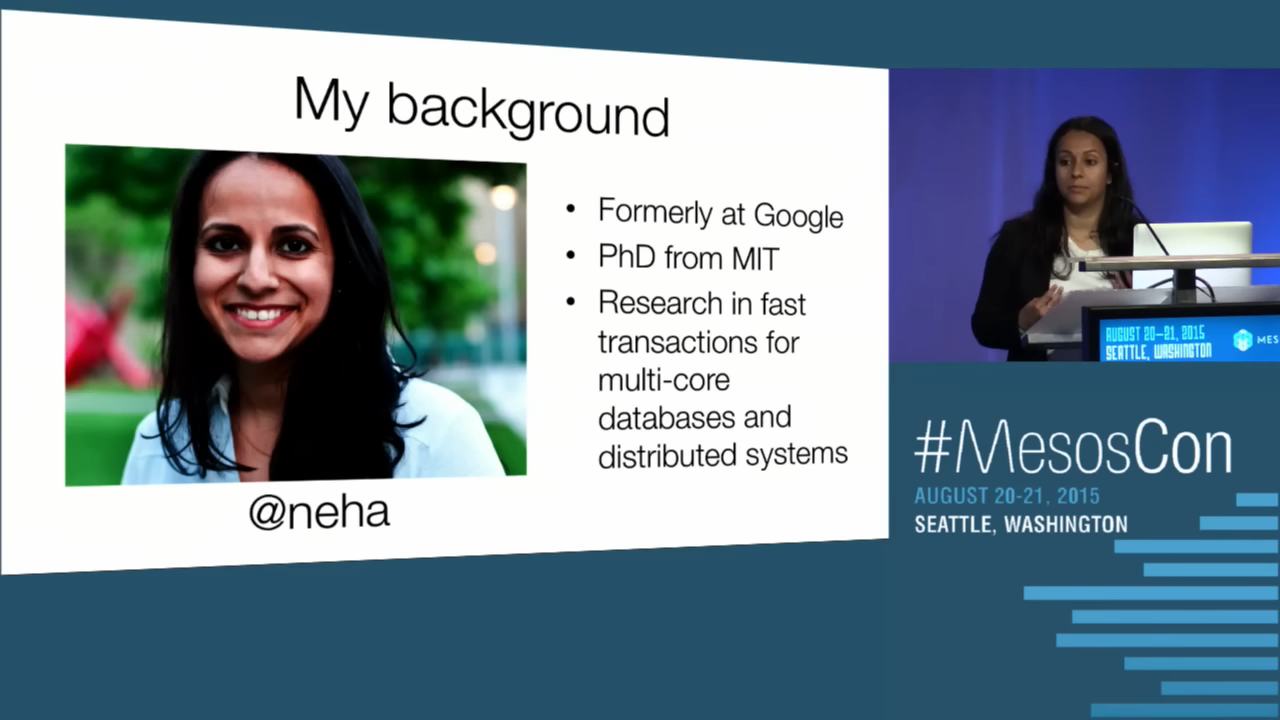 My background
• Formerly at Google
• PhD from MIT
• Research in fast
transactions for
multi-core
databases and
distributed systems
@neha
AUGUST 20–21, 2015
SEATTLE, WASHINGTON
MES
#MesosCon
AUGUST 20-21, 2015
SEATTLE, WASHINGTON